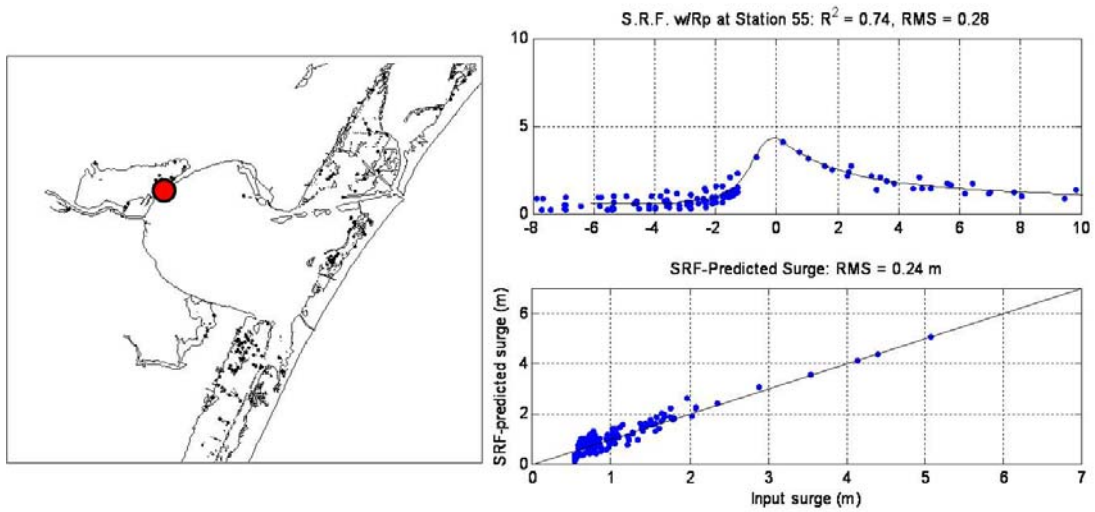 S.R.F. w/Rp at Station 55: R² = 0.74, RMS = 0.28
10
5
0
-8 -6 -4 -2 0 2 4 6 8 10
SRF-Predicted Surge: RMS = 0.24 m
SRF-predicted surge (m)
6
4
2
0
0 1 2 3 4 5 6 7
Input surge (m)